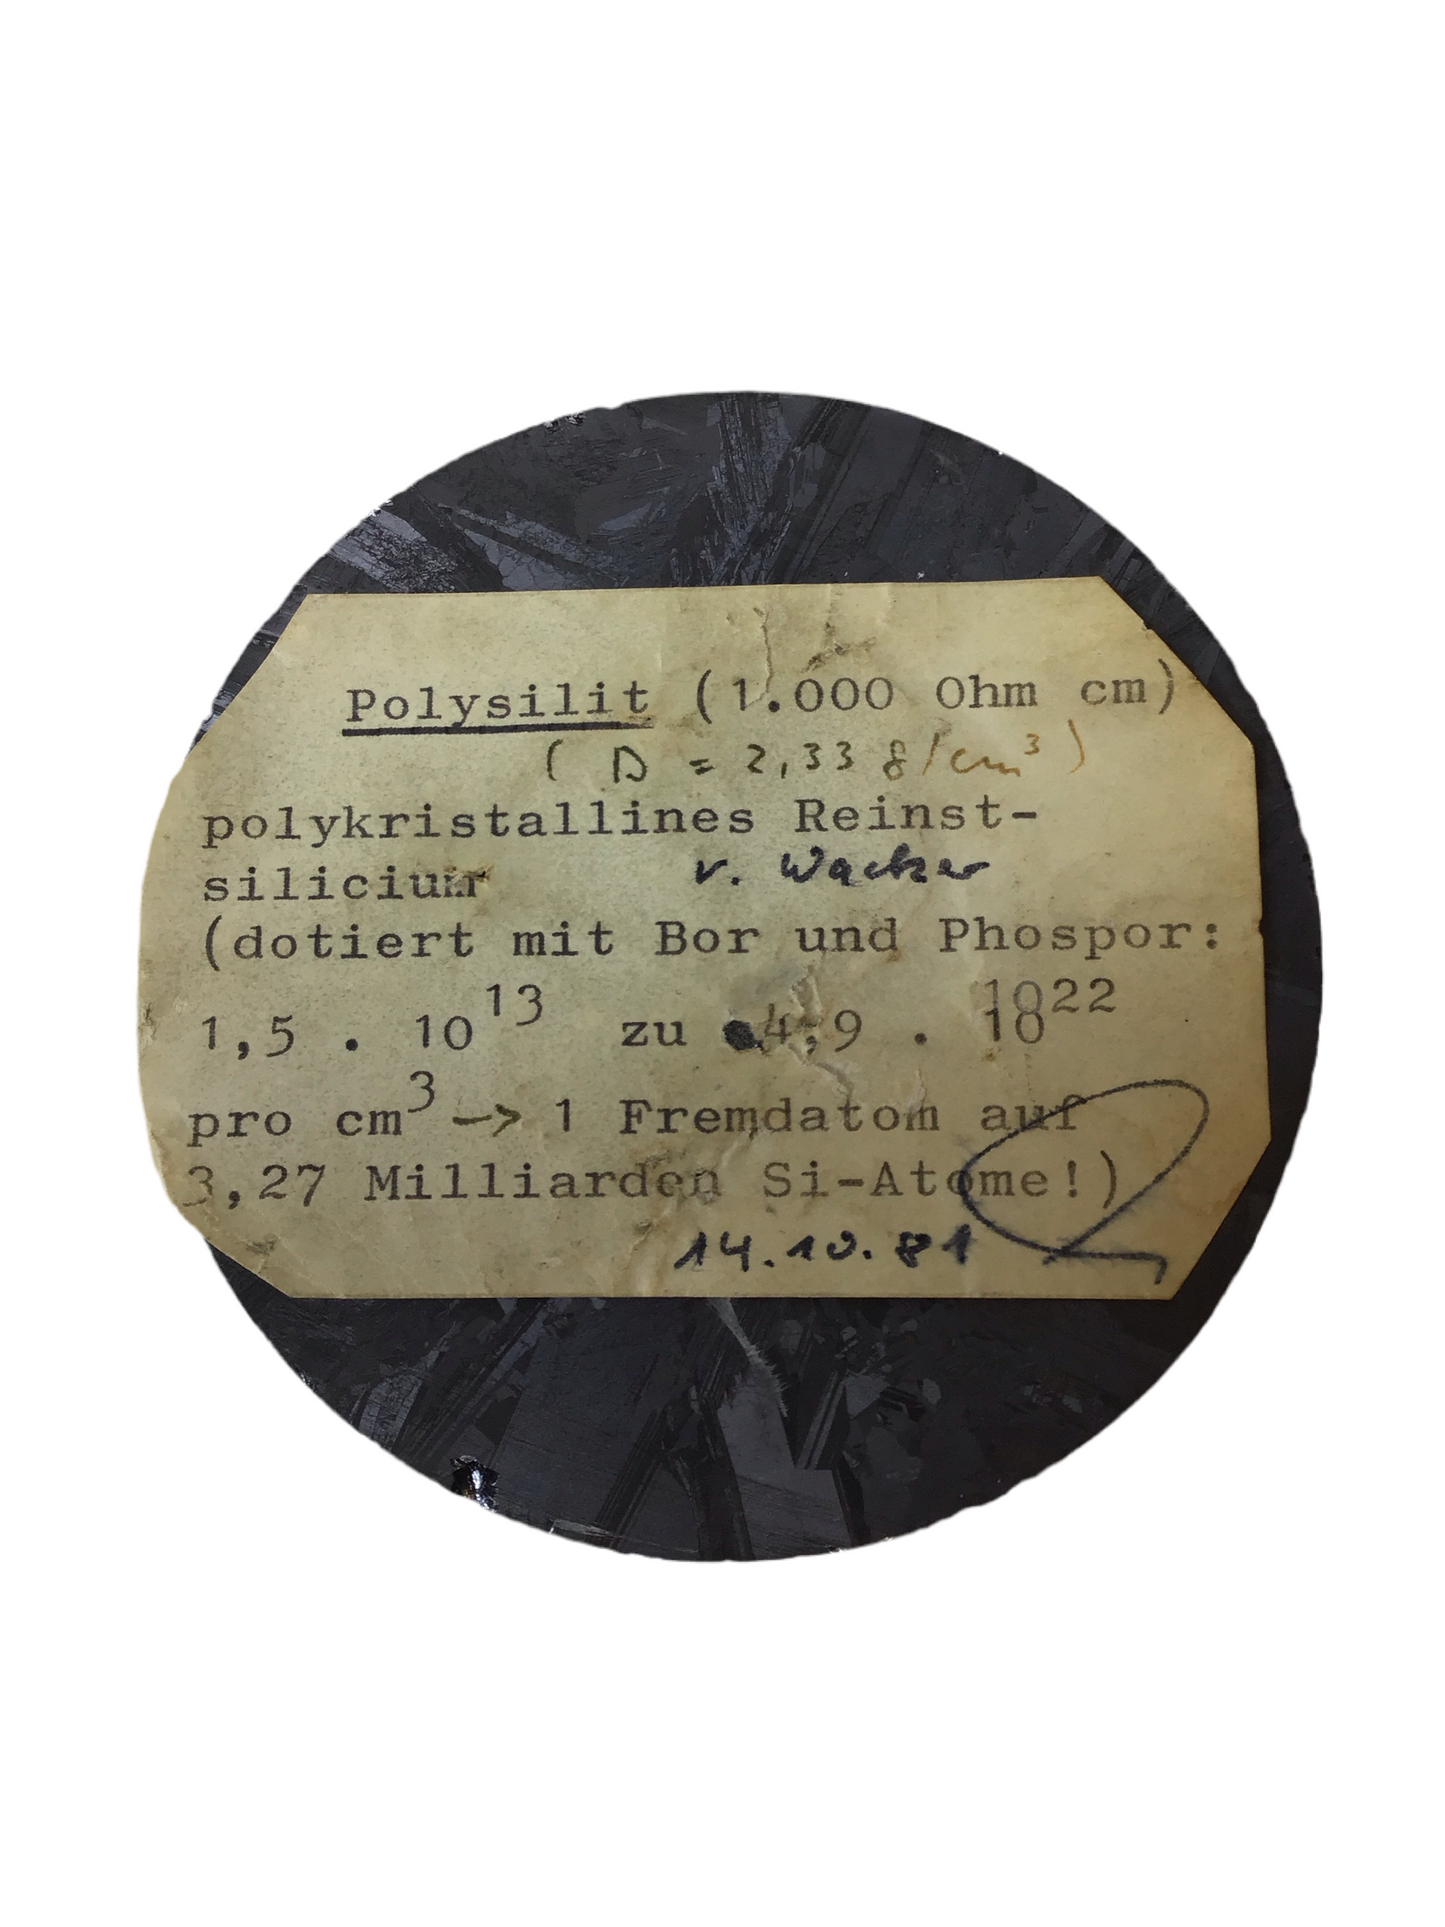 Polysilit (1.000 Ohm cm)
( D = 2,33 g/cm³ )
polykristallines Reinst-
silicium v. Wacker
(dotiert mit Bor und Phospor:
1,5 . 10¹³ zu 4,9 . 10²²
pro cm³ -> 1 Fremdatom auf
3,27 Milliarden Si-Atome!)
14.10.81